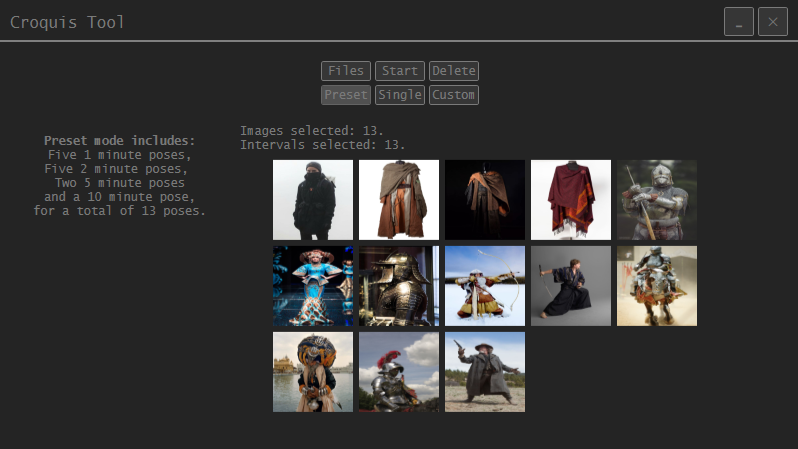 Croquis Tool
Files Start Delete
Preset Single Custom
Preset mode includes:
Five 1 minute poses,
Five 2 minute poses,
Two 5 minute poses
and a 10 minute pose,
for a total of 13 poses.
Images selected: 13.
Intervals selected: 13.